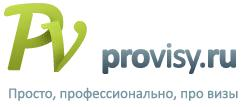 PV provisy.ru
Просто, профессионально, про визы